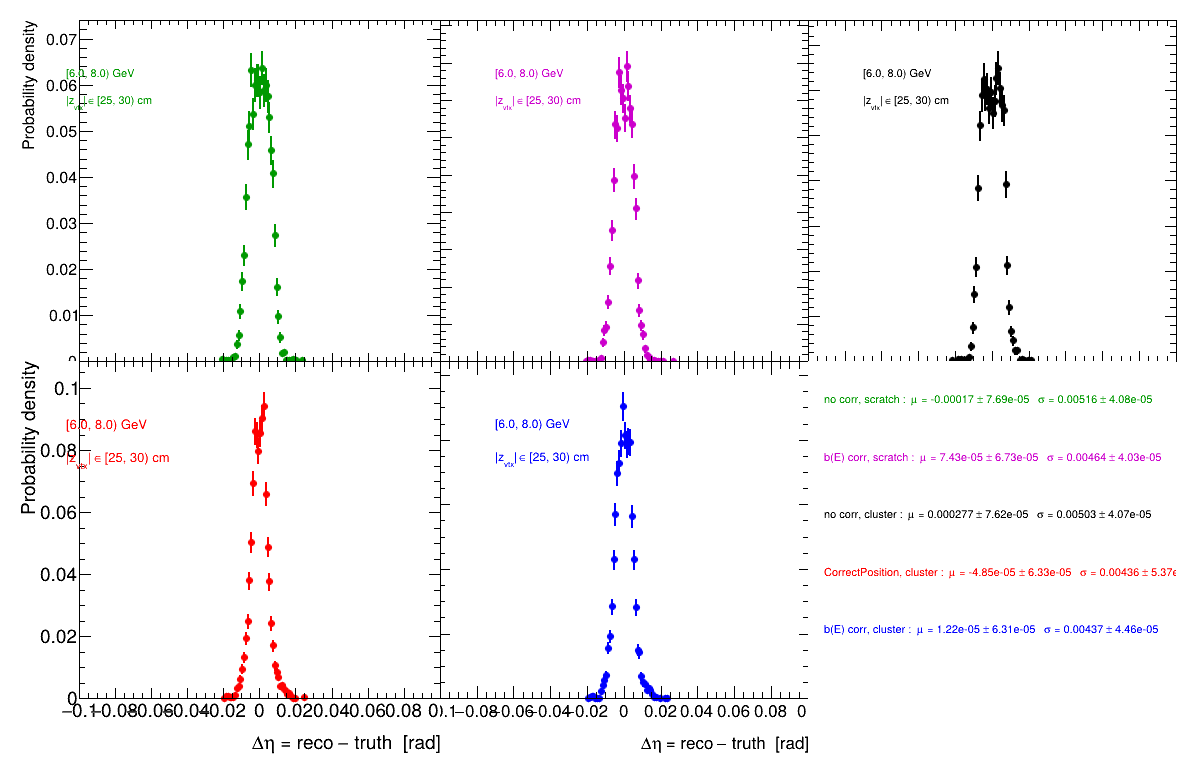 Probability density
0.07
0.06
0.05
0.04
0.03
0.02
0.01
0
[6.0, 8.0) GeV
|z_vtx| ∈ [25, 30) cm
[6.0, 8.0) GeV
|z_vtx| ∈ [25, 30) cm
[6.0, 8.0) GeV
|z_vtx| ∈ [25, 30) cm
Probability density
0.1
0.08
0.06
0.04
0.02
0
[6.0, 8.0) GeV
|z_vtx| ∈ [25, 30) cm
−0.1 −0.08 −0.06 −0.04 −0.02 0 0.02 0.04 0.06 0.08 0.1
Δη = reco − truth [rad]
[6.0, 8.0) GeV
|z_vtx| ∈ [25, 30) cm
−0.08 −0.06 −0.04 −0.02 0 0.02 0.04 0.06 0.08 0
Δη = reco − truth [rad]
no corr, scratch : μ = -0.00017 ± 7.69e-05 σ = 0.00516 ± 4.08e-05
b(E) corr, scratch : μ = 7.43e-05 ± 6.73e-05 σ = 0.00464 ± 4.03e-05
no corr, cluster : μ = 0.000277 ± 7.62e-05 σ = 0.00503 ± 4.07e-05
CorrectPosition, cluster : μ = -4.85e-05 ± 6.33e-05 σ = 0.00436 ± 5.37e
b(E) corr, cluster : μ = 1.22e-05 ± 6.31e-05 σ = 0.00437 ± 4.46e-05